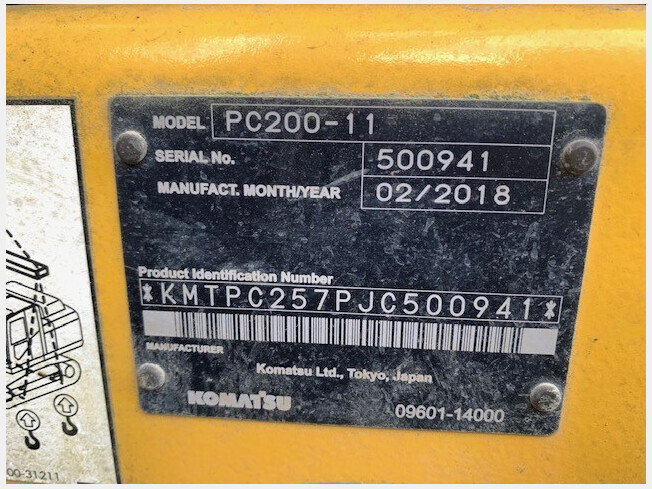 MODEL PC200-11
SERIAL No. 500941
MANUFACT. MONTH/YEAR 02/2018
Product Identification Number
*KMTPC257PJC500941*
MANUFACTURER
Komatsu Ltd., Tokyo, Japan
KOMATSU
09601-14000
00-31211